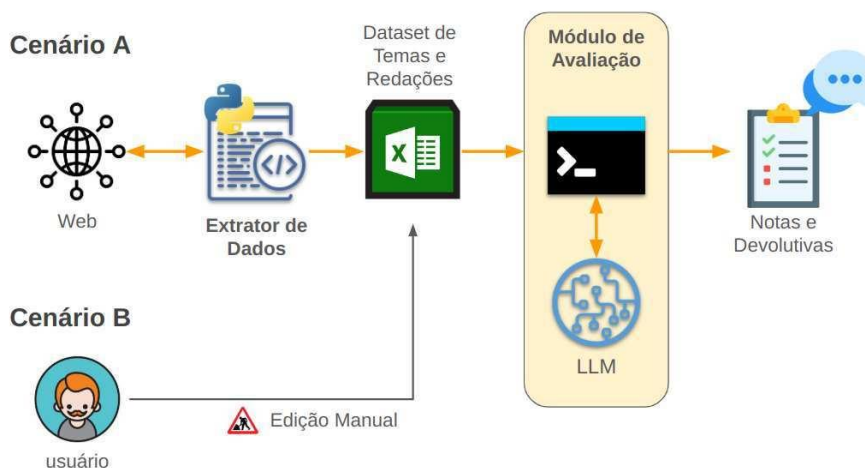 Cenário A
Web
Extrator de
Dados
Dataset de
Temas e
Redações
X
Módulo de
Avaliação
>_
LLM
Notas e
Devolutivas
Cenário B
usuário
Edição Manual